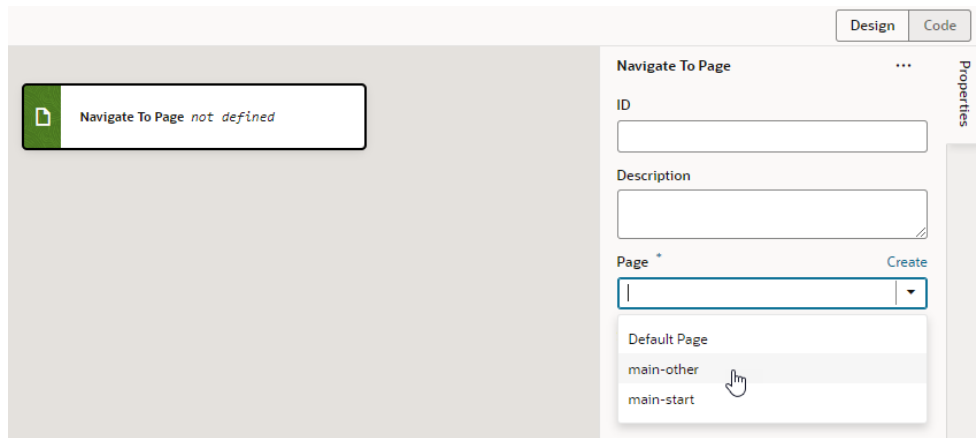 Design Code
Navigate To Page ...
Properties
ID
Navigate To Page not defined
Description
Page * Create
Default Page
main-other
main-start